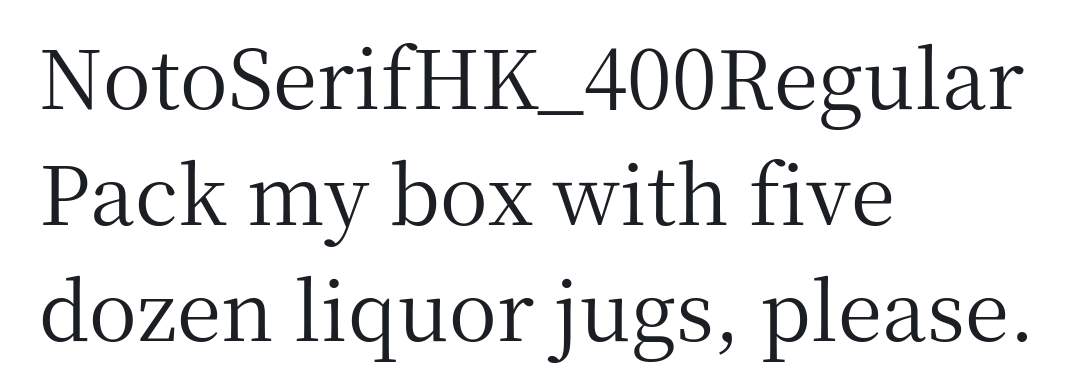 NotoSerifHK_400Regular
Pack my box with five
dozen liquor jugs, please.